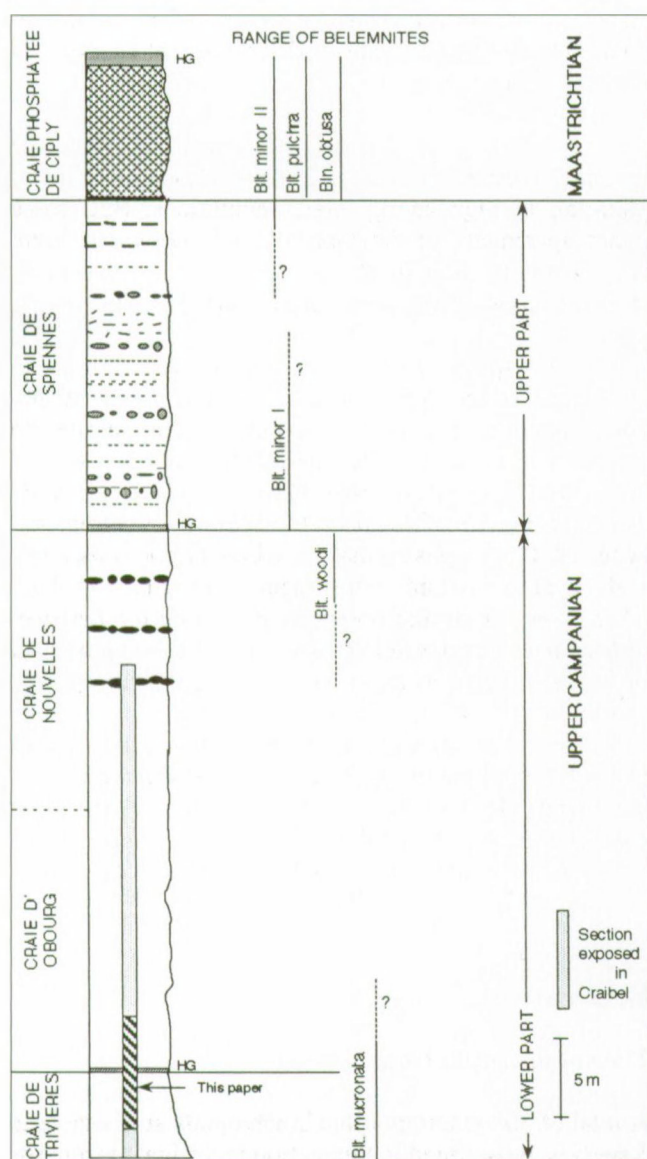 RANGE OF BELEMNITES
CRAIE PHOSPHATEE
DE CIPLY
HG
Blt. minor II
Blt. pulchra
Bln. obtusa
MAASTRICHTIAN
CRAIE DE
SPIENNES
?
?
Blt. minor I
UPPER PART
HG
CRAIE DE
NOUVELLES
Blt. woodi
?
UPPER CAMPANIAN
CRAIE D'
OBOURG
Section
exposed
in
Craibel
?
HG
CRAIE DE
TRIVIERES
This paper
Blt. mucronata
LOWER PART
5 m